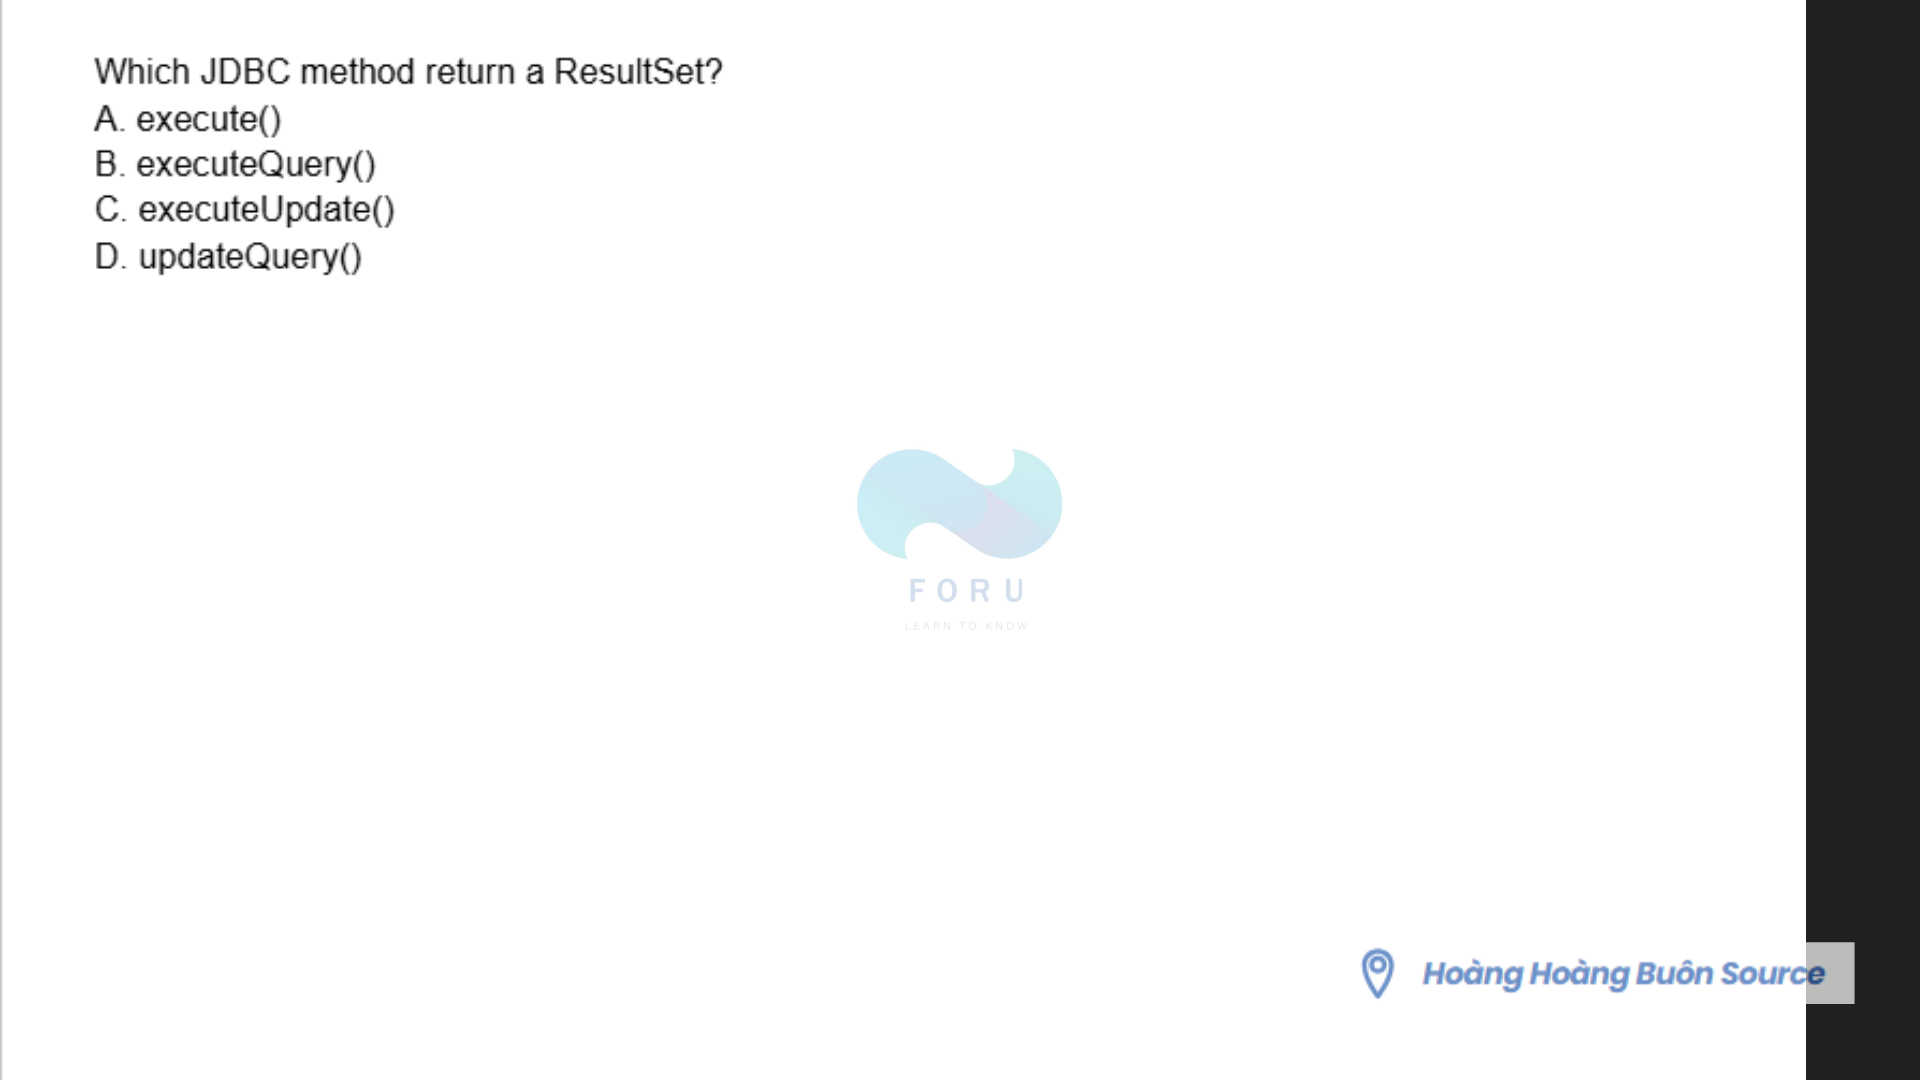 Which JDBC method return a ResultSet?
A. execute()
B. executeQuery()
C. executeUpdate()
D. updateQuery()
FORU
LEARN TO KNOW
Hoàng Hoàng Buôn Source